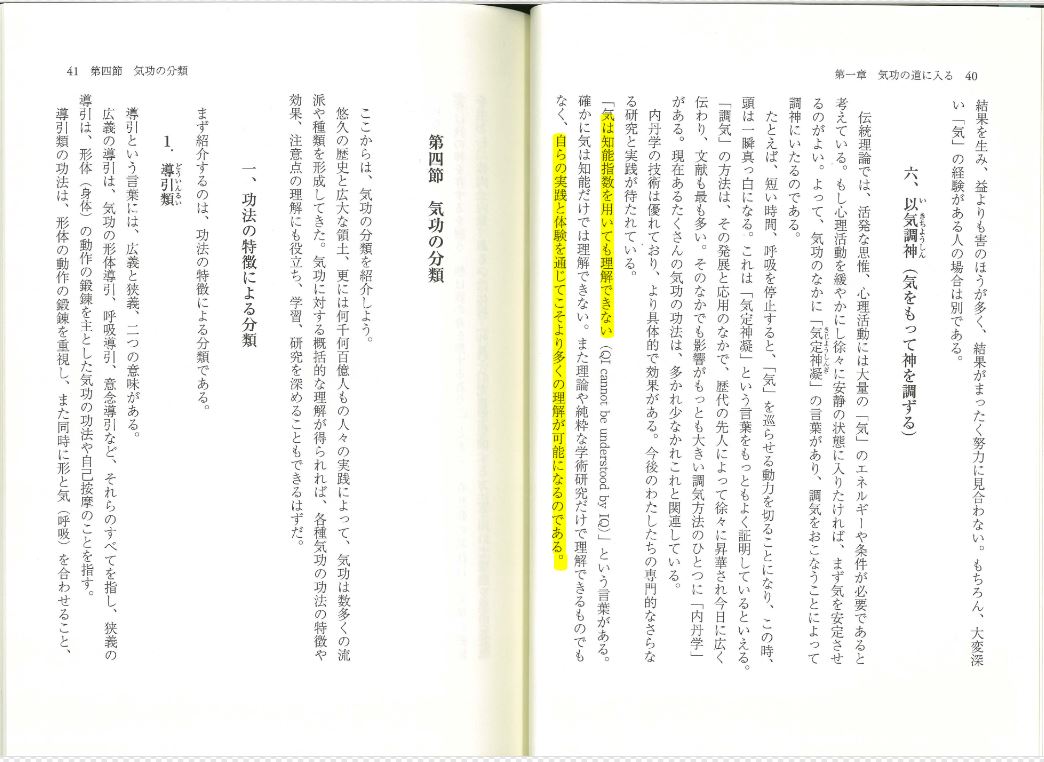 第一章　気功の道に入る　40
結果を生み、益よりも害のほうが多く、結果がまったく努力に見合わない。もちろん、大変深
い「気」の経験がある人の場合は別である。
六、以気調神（気をもって神を調ずる）
伝統理論では、活発な思惟、心理活動には大量の「気」のエネルギーや条件が必要であると
考えている。もし心理活動を緩やかにし徐々に安静の状態に入りたければ、まず気を安定させ
るのがよい。よって、気功のなかに「気定神凝」の言葉があり、調気をおこなうことによって
調神にいたるのである。
たとえば、短い時間、呼吸を停止すると、「気」を巡らせる動力を切ることになり、この時、
頭は一瞬真っ白になる。これは「気定神凝」という言葉をもっともよく証明しているといえる。
「調気」の方法は、その発展と応用のなかで、歴代の先人によって徐々に昇華され今日に広く
伝わり、文献も最も多い。そのなかでも影響がもっとも大きい調気方法のひとつに「内丹学」
がある。現在あるたくさんの気功の功法は、多かれ少なかれこれと関連している。
内丹学の技術は優れており、より具体的で効果がある。今後のわたしたちの専門的なさらな
る研究と実践が待たれている。
「気は知能指数を用いても理解できない（QI cannot be understood by IQ）」という言葉がある。
確かに気は知能だけでは理解できない。また理論や純粋な学術研究だけで理解できるものでも
なく、自らの実践と体験を通じてこそより多くの理解が可能になるのである。
41　第四節　気功の分類
第四節　気功の分類
ここからは、気功の分類を紹介しよう。
悠久の歴史と広大な領土、更には何千何百億人もの人々の実践によって、気功は数多くの流
派や種類を形成してきた。気功に対する概括的な理解が得られれば、各種気功の功法の特徴や
効果、注意点の理解にも役立ち、学習、研究を深めることもできるはずだ。
一、功法の特徴による分類
まず紹介するのは、功法の特徴による分類である。
1．導引類
導引という言葉には、広義と狭義、二つの意味がある。
広義の導引は、気功の形体導引、呼吸導引、意念導引など、それらのすべてを指し、狭義の
導引は、形体（身体）の動作の鍛錬を主とした気功の功法や自己按摩のことを指す。
導引類の功法は、形体の動作の鍛錬を重視し、また同時に形と気（呼吸）を合わせること、